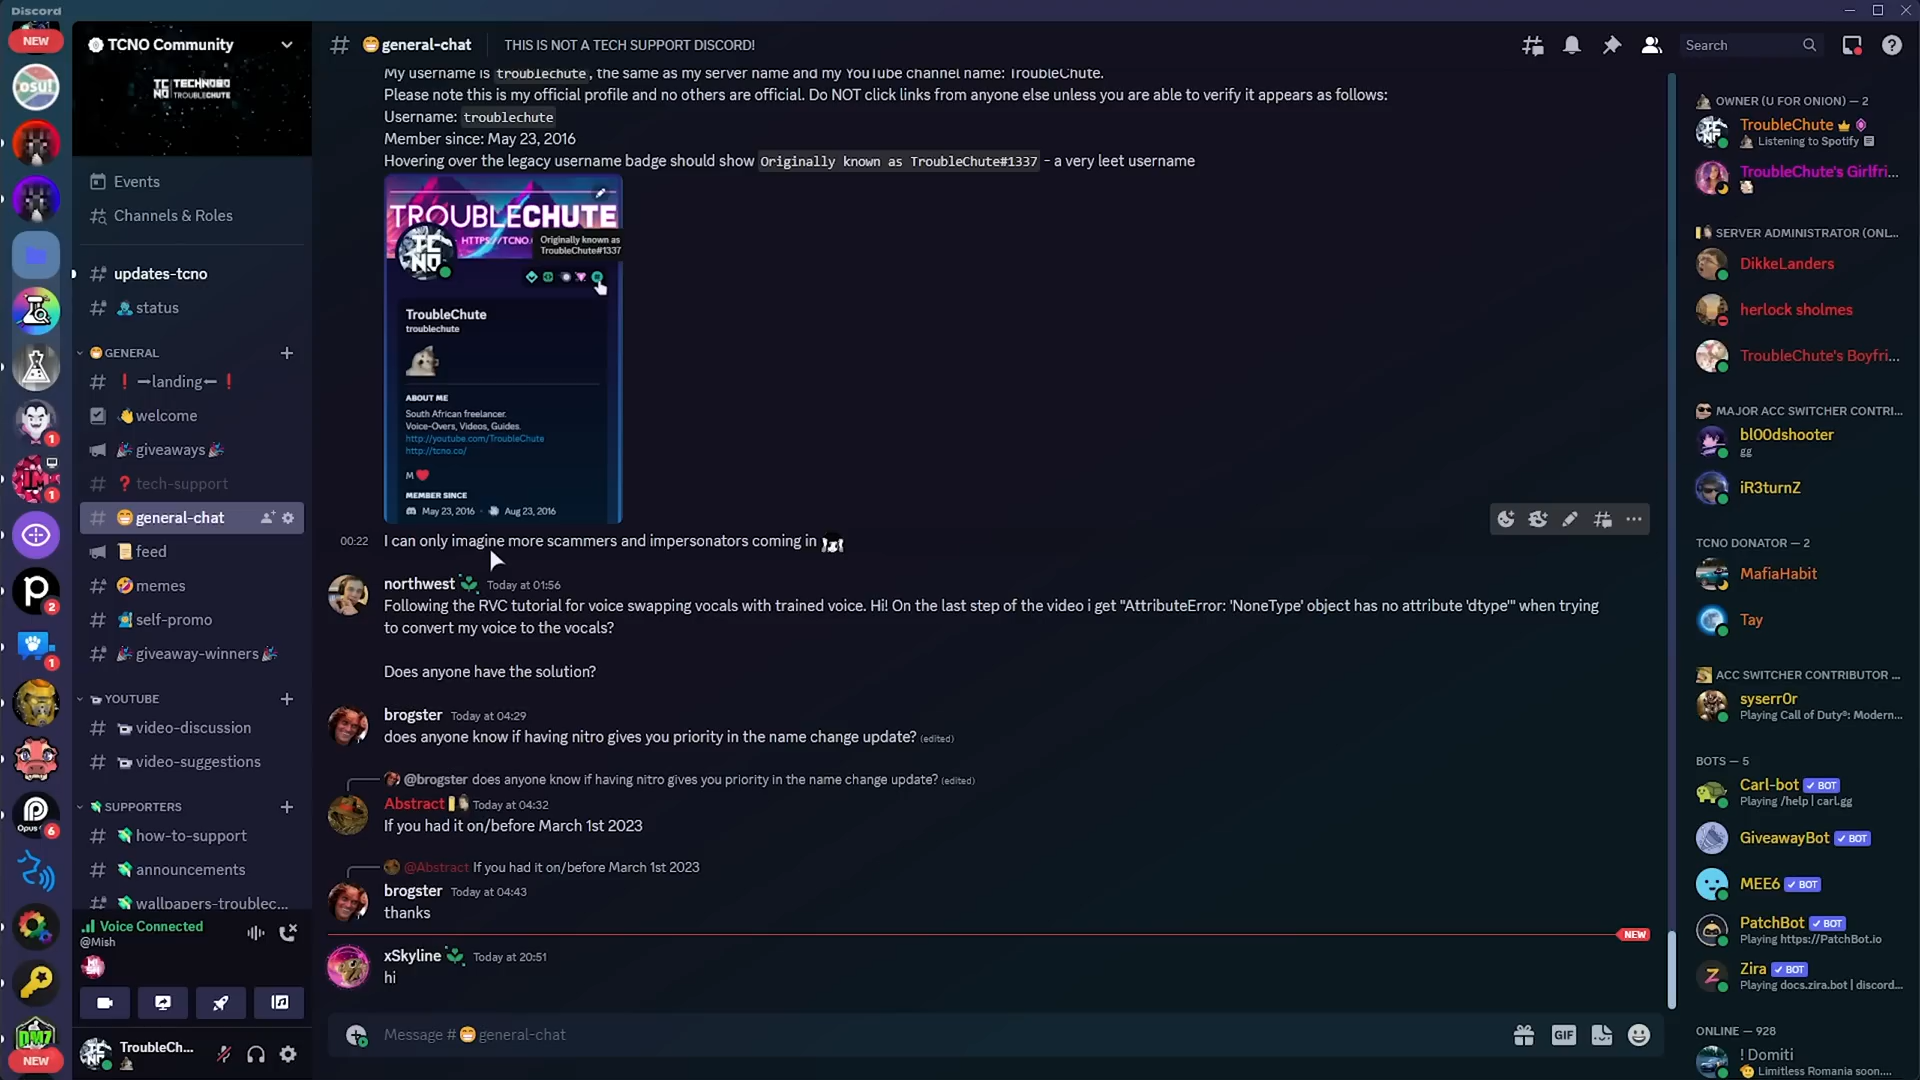 Discord
NEW
osu!
1
1
2
1
Opus
6
DMZ
NEW
TCNO Community
TECHNOBO
TROUBLECHUTE
Events
Channels & Roles
updates-tcno
status
GENERAL
landing
welcome
giveaways
tech-support
general-chat
feed
memes
self-promo
giveaway-winners
YOUTUBE
video-discussion
video-suggestions
SUPPORTERS
how-to-support
announcements
wallpapers-troublec...
Voice Connected
@Mish
TroubleCh...
general-chat
THIS IS NOT A TECH SUPPORT DISCORD!
Search
My username is troublechute, the same as my server name and my YouTube channel name: TroubleChute.
Please note this is my official profile and no others are official. Do NOT click links from anyone else unless you are able to verify it appears as follows:
Username: troublechute
Member since: May 23, 2016
Hovering over the legacy username badge should show Originally known as TroubleChute#1337 - a very leet username
TROUBLECHUTE
HTTPS://TCNO.
Originally known as
TroubleChute#1337
TC
NO
TroubleChute
troublechute
ABOUT ME
South African freelancer.
Voice-Overs, Videos, Guides.
http://youtube.com/TroubleChute
http://tcno.co/
M
MEMBER SINCE
May 23, 2016 • Aug 23, 2016
00:22 I can only imagine more scammers and impersonators coming in
northwest Today at 01:56
Following the RVC tutorial for voice swapping vocals with trained voice. Hi! On the last step of the video i get "AttributeError: 'NoneType' object has no attribute 'dtype'" when trying
to convert my voice to the vocals?
Does anyone have the solution?
brogster Today at 04:29
does anyone know if having nitro gives you priority in the name change update? (edited)
@brogster does anyone know if having nitro gives you priority in the name change update? (edited)
Abstract Today at 04:32
If you had it on/before March 1st 2023
@Abstract If you had it on/before March 1st 2023
brogster Today at 04:43
thanks
NEW
xSkyline Today at 20:51
hi
Message # general-chat
GIF
OWNER (U FOR ONION) — 2
TroubleChute
Listening to Spotify
TroubleChute's Girlfri...
SERVER ADMINISTRATOR (ONL...
DikkeLanders
herlock sholmes
TroubleChute's Boyfri...
MAJOR ACC SWITCHER CONTRI...
bl00dshooter
gg
iR3turnZ
TCNO DONATOR — 2
MafiaHabit
Tay
ACC SWITCHER CONTRIBUTOR ...
syserr0r
Playing Call of Duty®: Modern...
BOTS — 5
Carl-bot BOT
Playing /help | carl.gg
GiveawayBot BOT
MEE6 BOT
PatchBot BOT
Playing https://PatchBot.io
Zira BOT
Playing docs.zira.bot | discord...
ONLINE — 928
! Domiti
Limitless Romania soon....